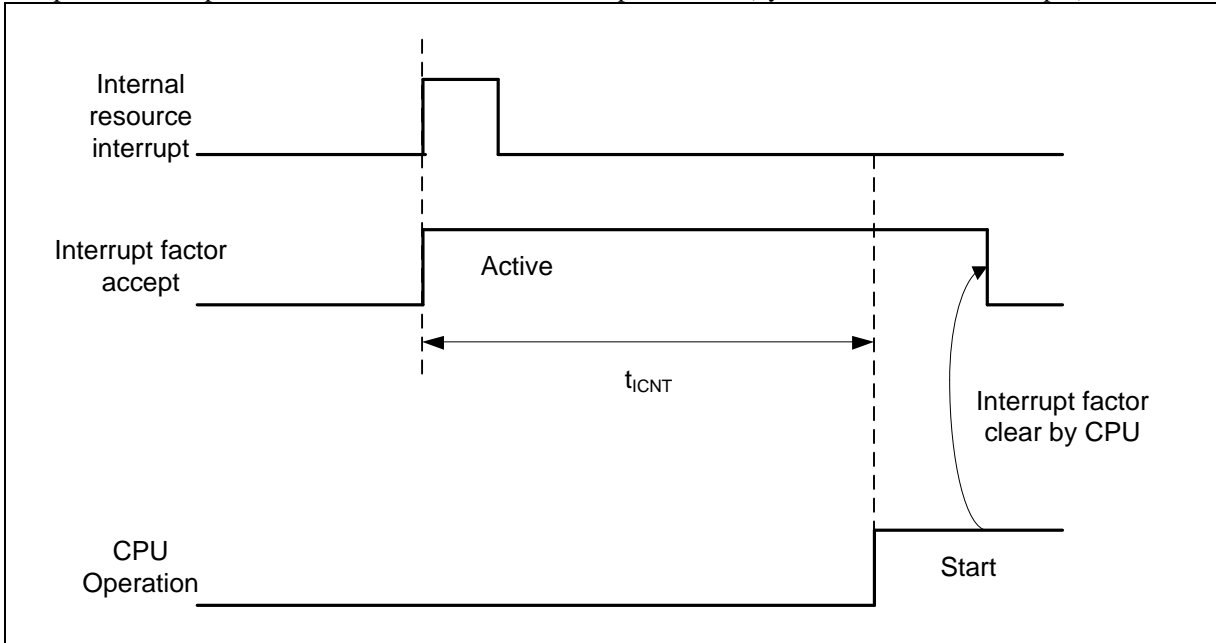 Internal
resource
interrupt
Interrupt factor
accept
Active
tICNT
Interrupt factor
clear by CPU
CPU
Operation
Start